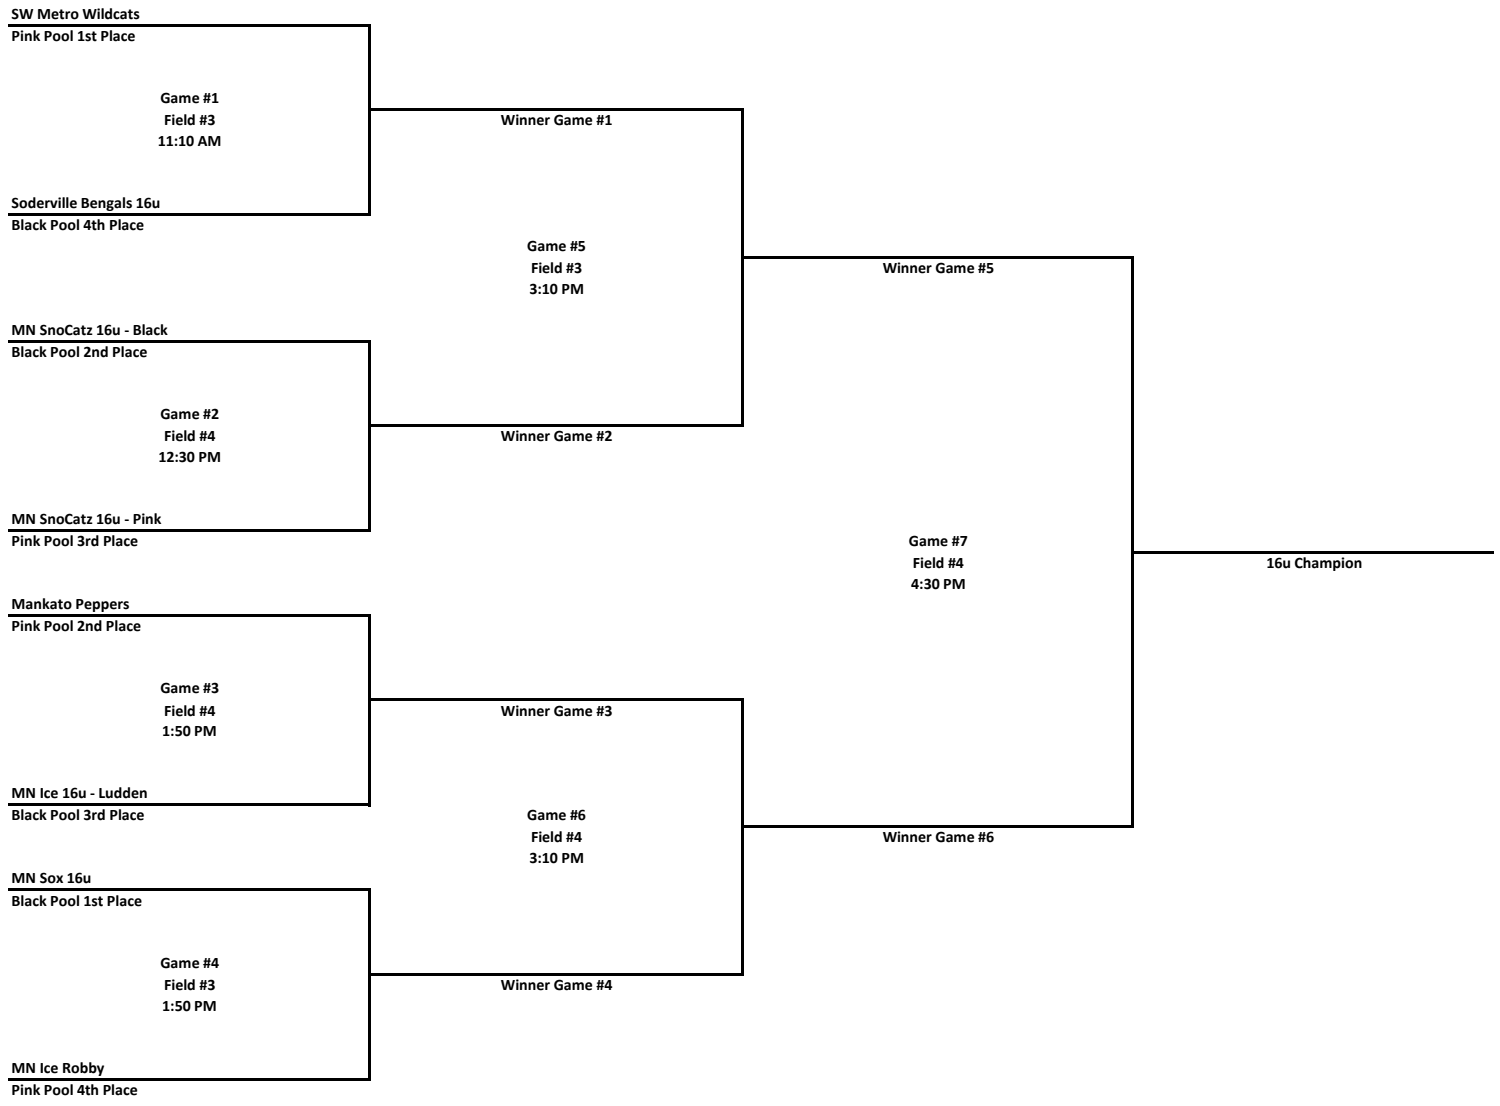 SW Metro Wildcats
Pink Pool 1st Place
Game #1
Field #3
11:10 AM
Winner Game #1
Soderville Bengals 16u
Black Pool 4th Place
Game #5
Field #3
3:10 PM
Winner Game #5
MN SnoCatz 16u - Black
Black Pool 2nd Place
Game #2
Field #4
12:30 PM
Winner Game #2
MN SnoCatz 16u - Pink
Pink Pool 3rd Place
Game #7
Field #4
4:30 PM
16u Champion
Mankato Peppers
Pink Pool 2nd Place
Game #3
Field #4
1:50 PM
Winner Game #3
MN Ice 16u - Ludden
Black Pool 3rd Place
Game #6
Field #4
3:10 PM
Winner Game #6
MN Sox 16u
Black Pool 1st Place
Game #4
Field #3
1:50 PM
Winner Game #4
MN Ice Robby
Pink Pool 4th Place